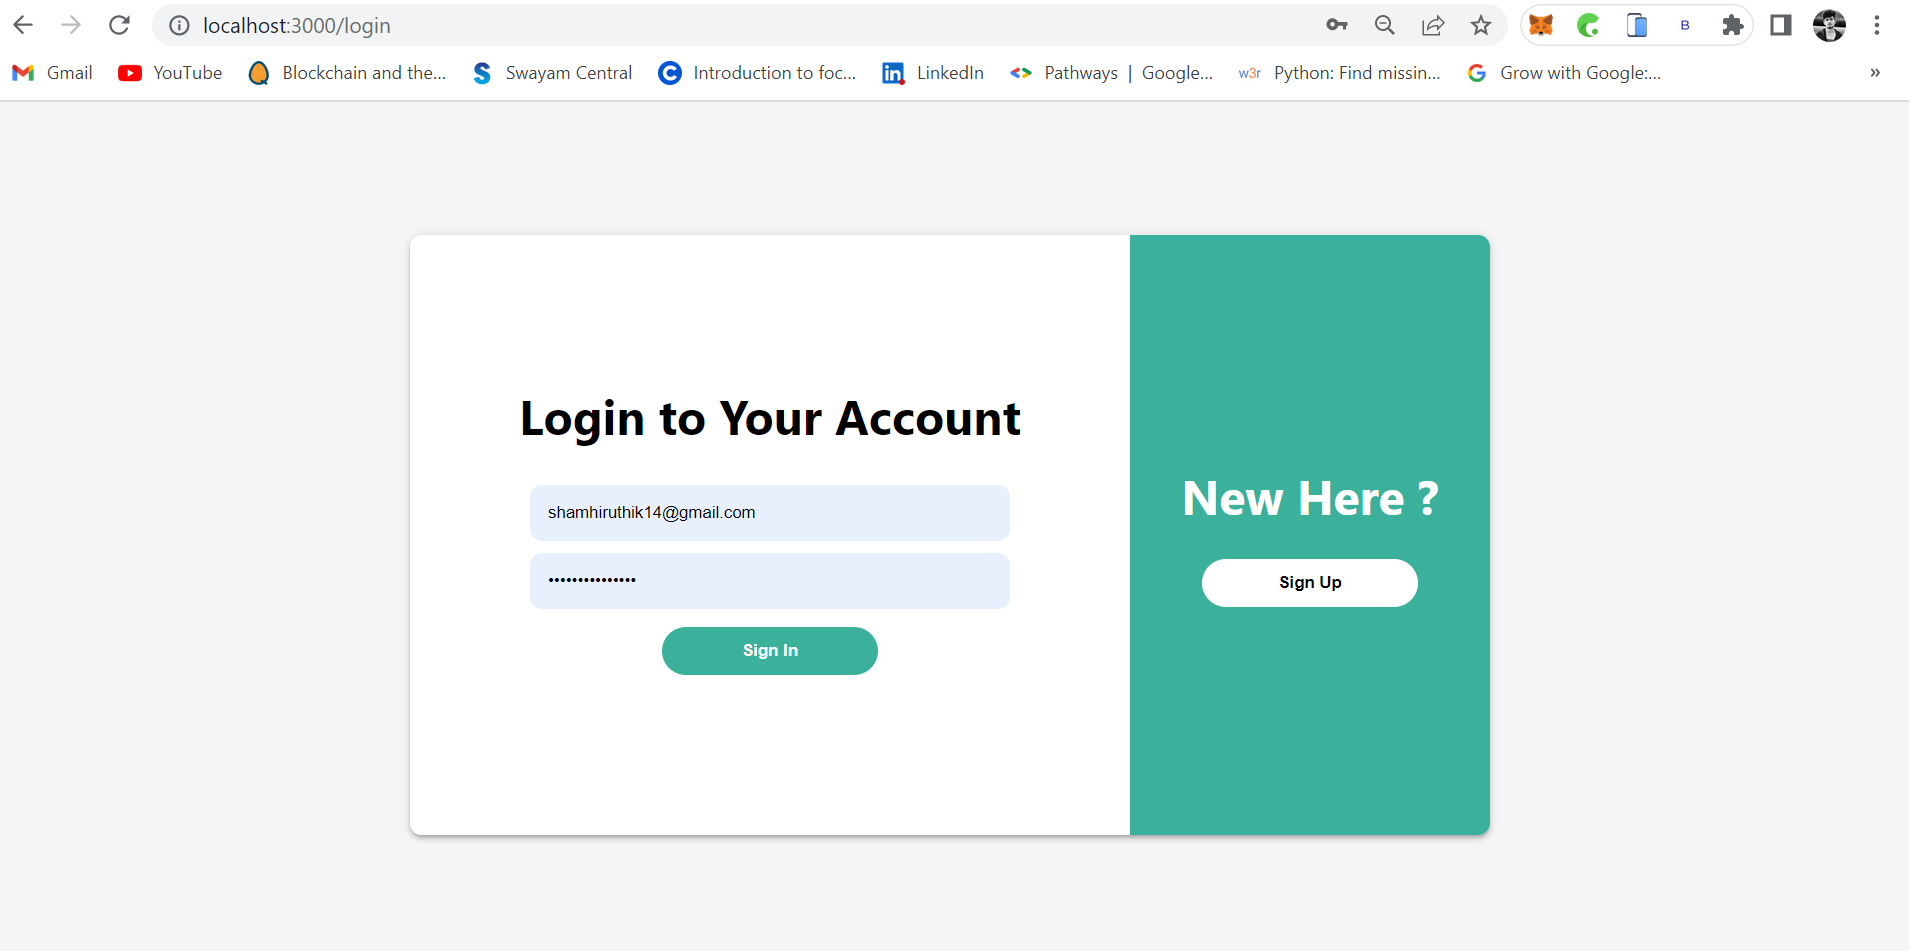 localhost:3000/login
B
Gmail YouTube Blockchain and the... Swayam Central Introduction to foc... LinkedIn Pathways | Google... w3r Python: Find missin... Grow with Google:... »
Login to Your Account
shamhiruthik14@gmail.com
•••••••••••••••
Sign In
New Here ?
Sign Up